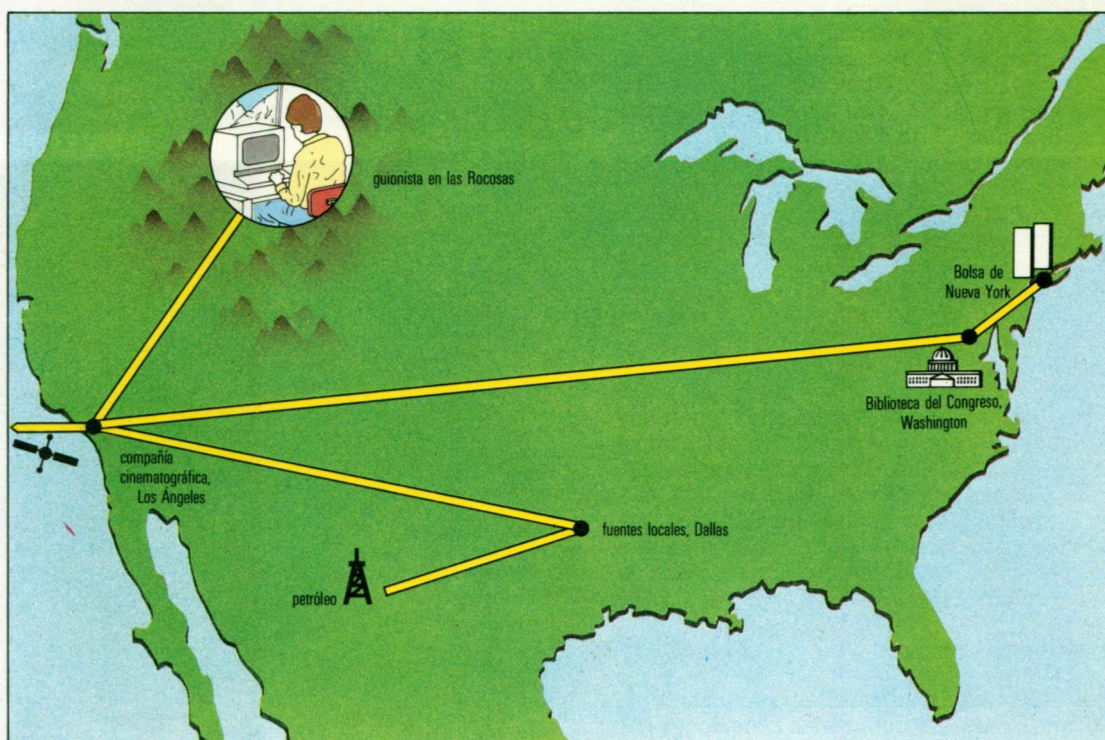 guionista en las Rocosas
Bolsa de
Nueva York
Biblioteca del Congreso,
Washington
compañía
cinematográfica,
Los Ángeles
fuentes locales, Dallas
petróleo